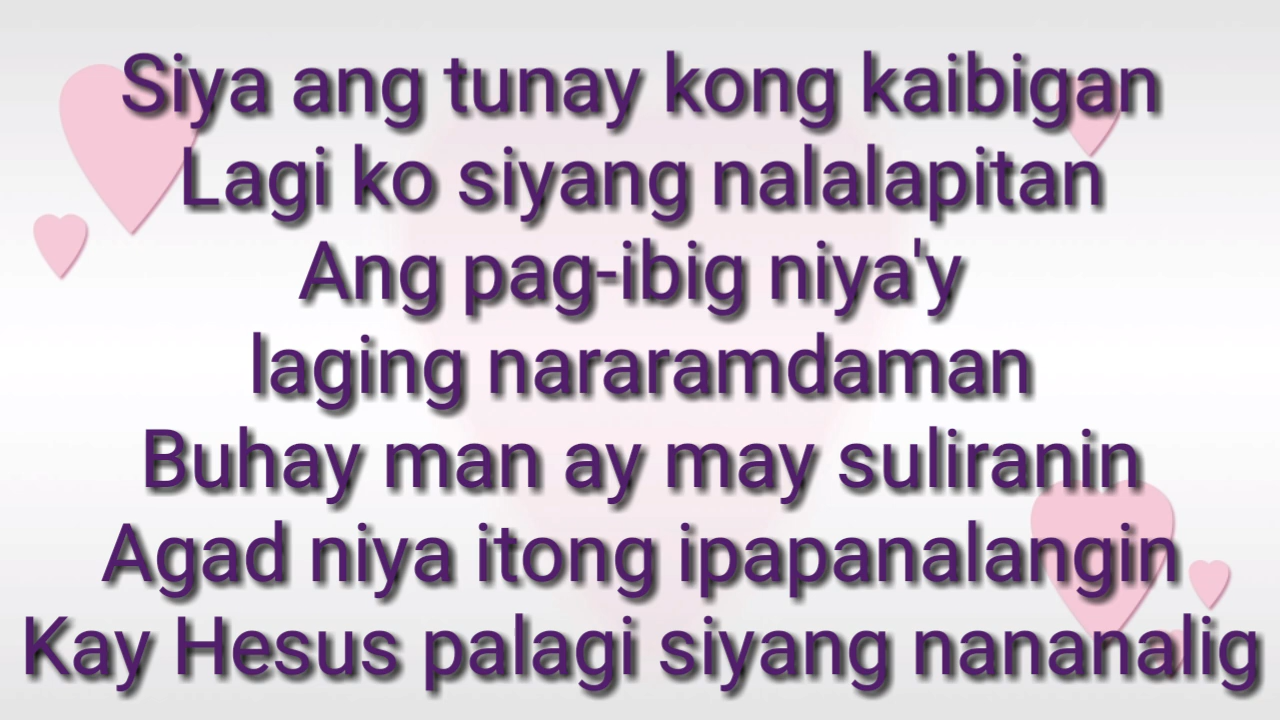 Siya ang tunay kong kaibigan
Lagi ko siyang nalalapitan
Ang pag-ibig niya'y
laging nararamdaman
Buhay man ay may suliranin
Agad niya itong ipapanalangin
Kay Hesus palagi siyang nananalig